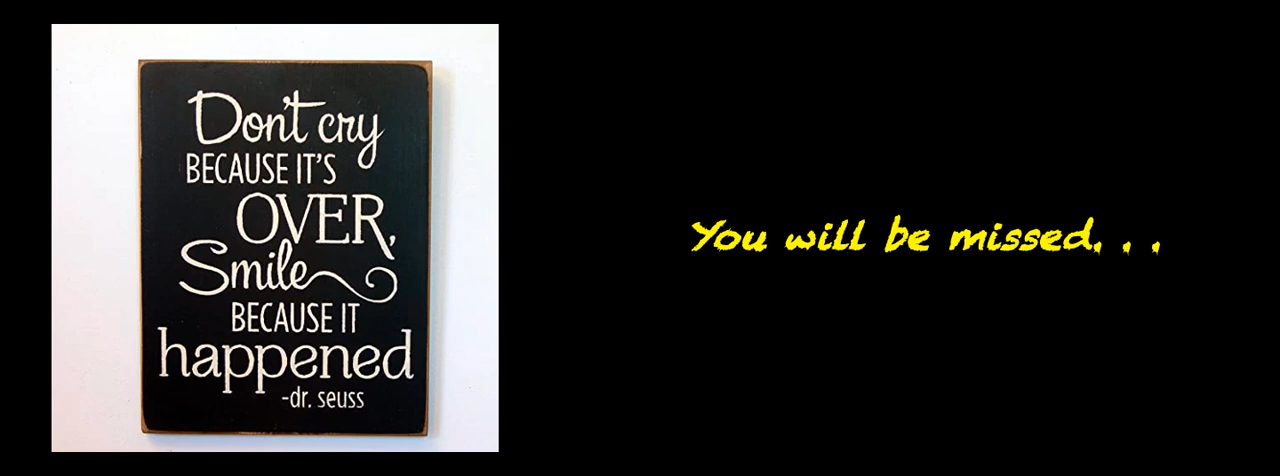 Don't cry
BECAUSE IT'S
OVER,
Smile
BECAUSE IT
happened
-dr. seuss
You will be missed. . .